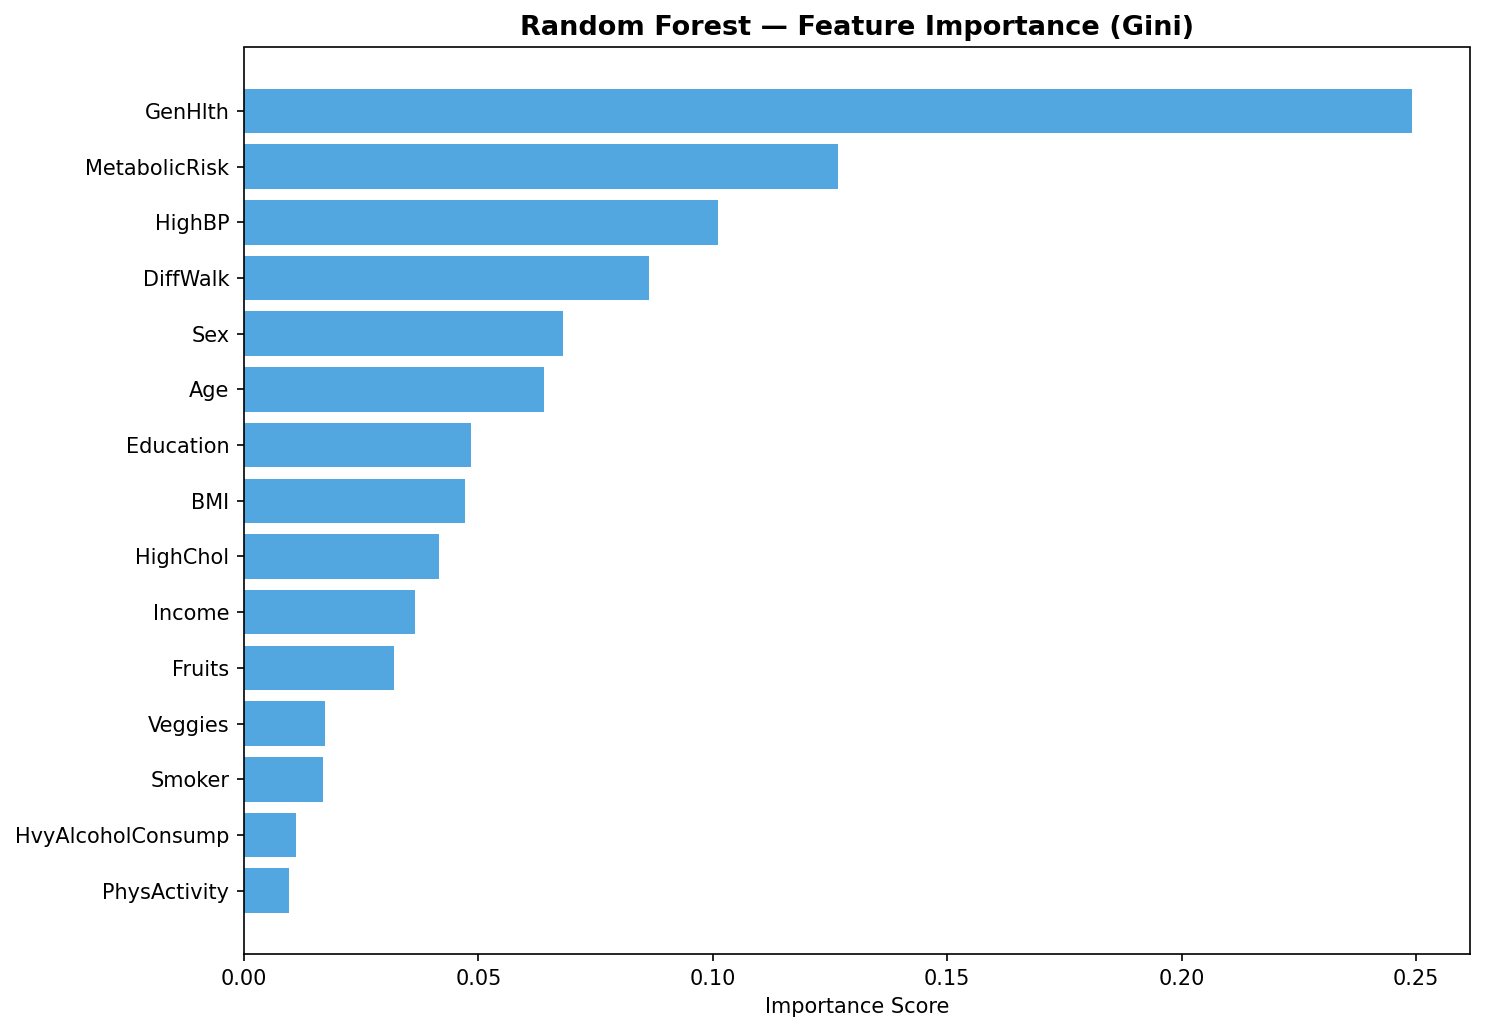 Random Forest — Feature Importance (Gini)
GenHlth
MetabolicRisk
HighBP
DiffWalk
Sex
Age
Education
BMI
HighChol
Income
Fruits
Veggies
Smoker
HvyAlcoholConsump
PhysActivity
0.00 0.05 0.10 0.15 0.20 0.25
Importance Score